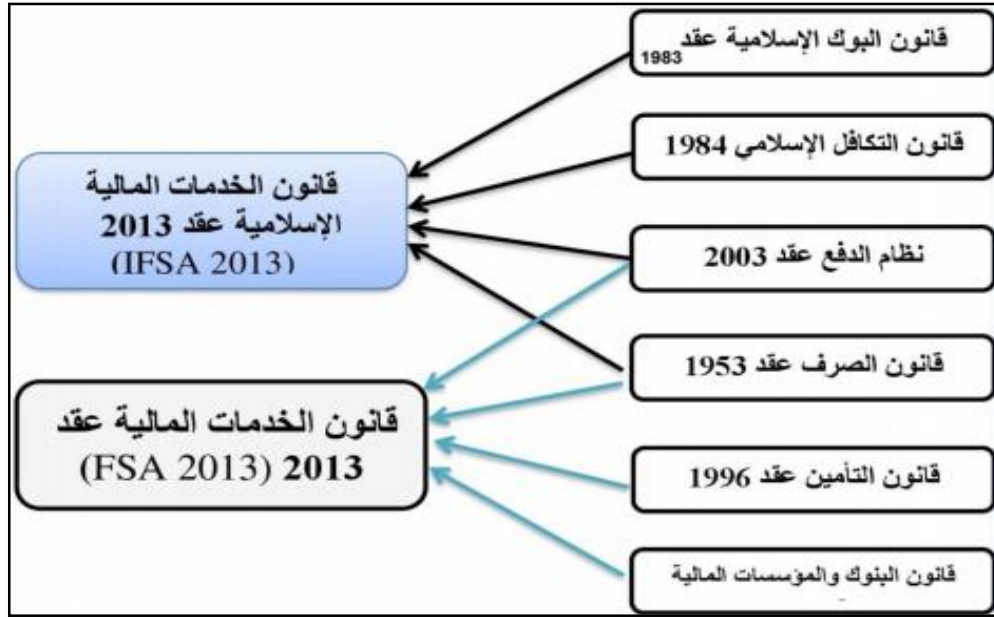 قانون البوك الإسلامية عقد
1983
قانون التكافل الإسلامي 1984
نظام الدفع عقد 2003
قانون الصرف عقد 1953
قانون التأمين عقد 1996
قانون البنوك والمؤسسات المالية
قانون الخدمات المالية
الإسلامية عقد 2013
(IFSA 2013)
قانون الخدمات المالية عقد
2013 (FSA 2013)